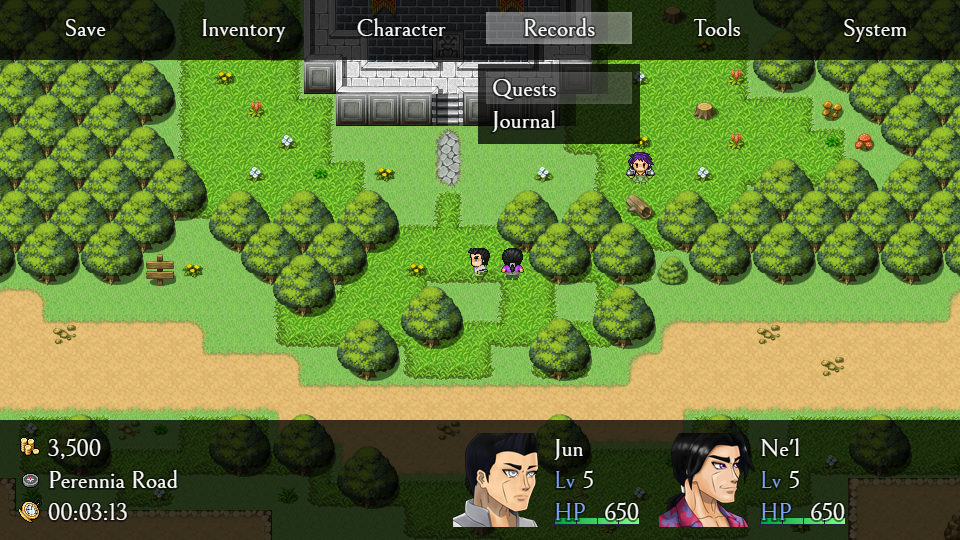 Save Inventory Character Records Tools System
Quests
Journal
3,500
Perennia Road
00:03:13
Jun
Lv 5
HP 650
Ne'l
Lv 5
HP 650